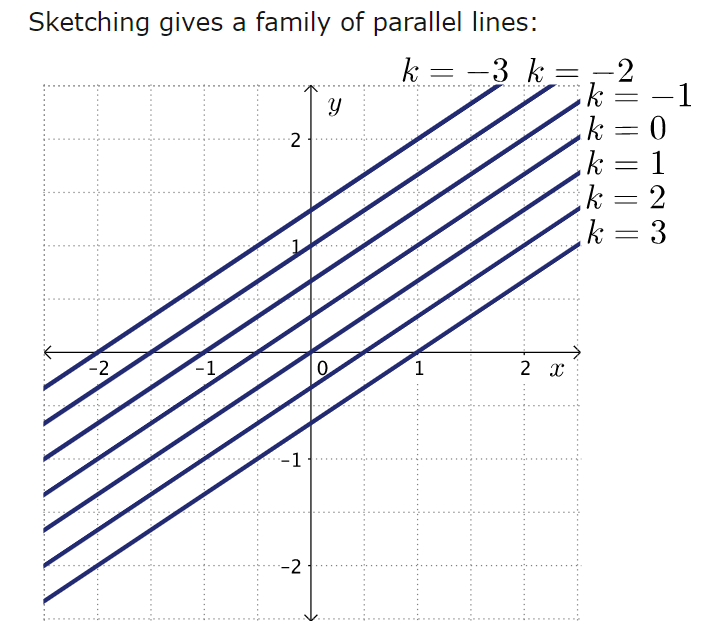 Sketching gives a family of parallel lines:
k = −3 k = −2
k = −1
k = 0
k = 1
k = 2
k = 3
y
2
1
-2 -1 0 1 2 x
-1
-2